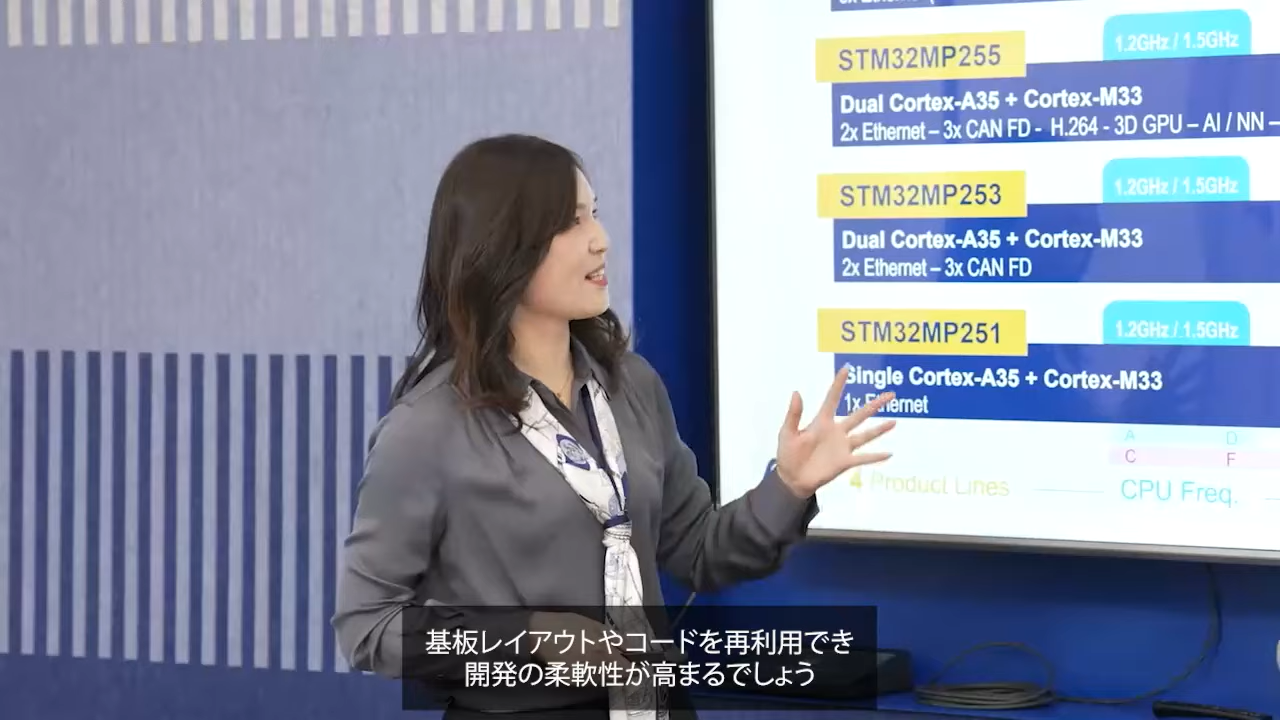 STM32MP255
1.2GHz / 1.5GHz
Dual Cortex-A35 + Cortex-M33
2x Ethernet – 3x CAN FD - H.264 - 3D GPU – AI / NN –
STM32MP253
1.2GHz / 1.5GHz
Dual Cortex-A35 + Cortex-M33
2x Ethernet – 3x CAN FD
STM32MP251
1.2GHz / 1.5GHz
Single Cortex-A35 + Cortex-M33
1x Ethernet
A D
C F
4 Product Lines
CPU Freq.
基板レイアウトやコードを再利用でき
開発の柔軟性が高まるでしょう